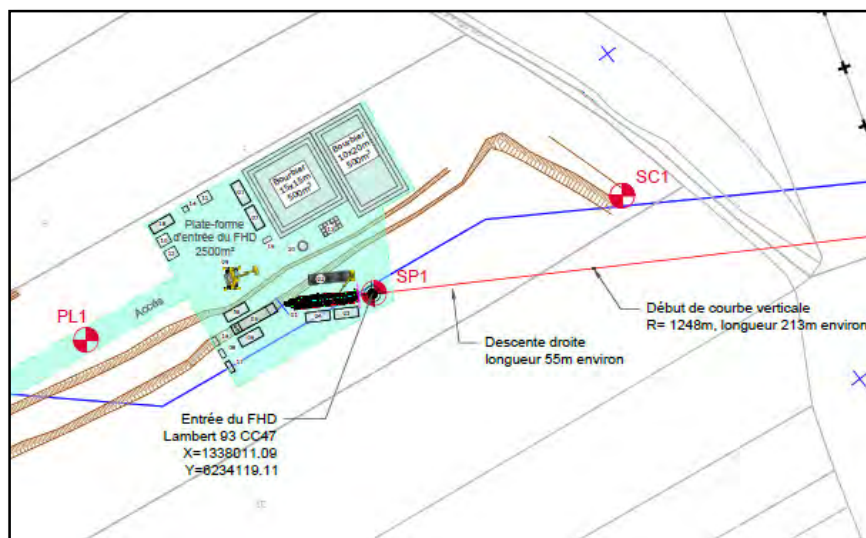 SC1
Bourbier
10x20m
500m²
Bourbier
15x15m
500m²
Plate-forme
d'entrée du FHD
2500m²
SP1
Accès
PL1
Début de courbe verticale
R= 1248m, longueur 213m environ
Descente droite
longueur 55m environ
Entrée du FHD
Lambert 93 CC47
X=1338011.09
Y=6234119.11